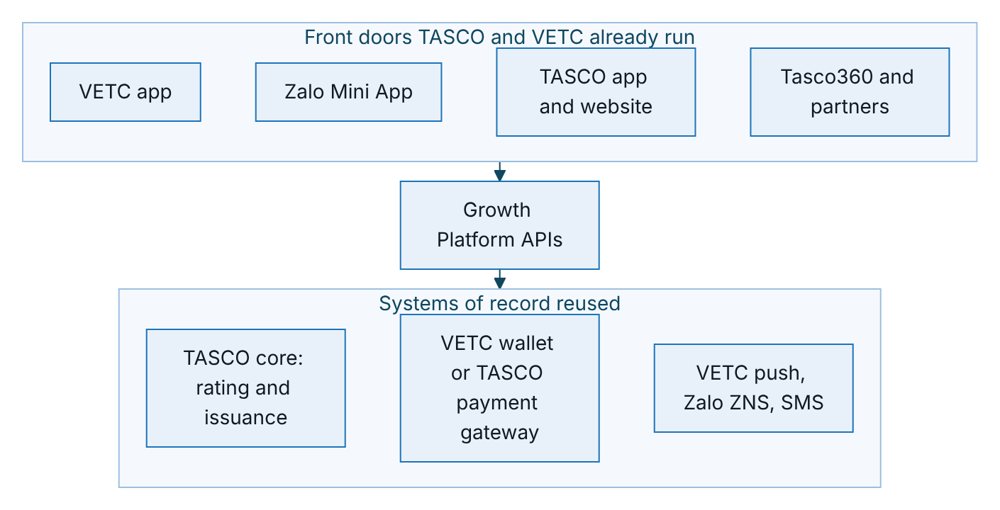 Front doors TASCO and VETC already run
VETC app
Zalo Mini App
TASCO app
and website
Tasco360 and
partners
Growth
Platform APIs
Systems of record reused
TASCO core:
rating and
issuance
VETC wallet
or TASCO
payment
gateway
VETC push,
Zalo ZNS, SMS